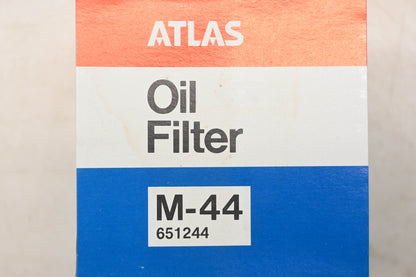 ATLAS
Oil
Filter
M-44
651244